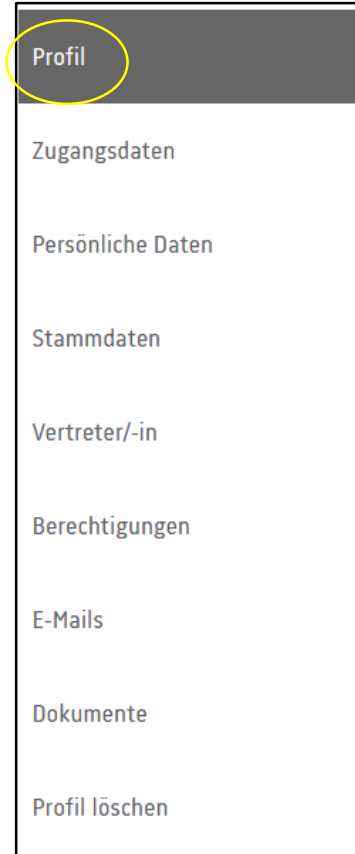 Profil
Zugangsdaten
Persönliche Daten
Stammdaten
Vertreter/-in
Berechtigungen
E-Mails
Dokumente
Profil löschen